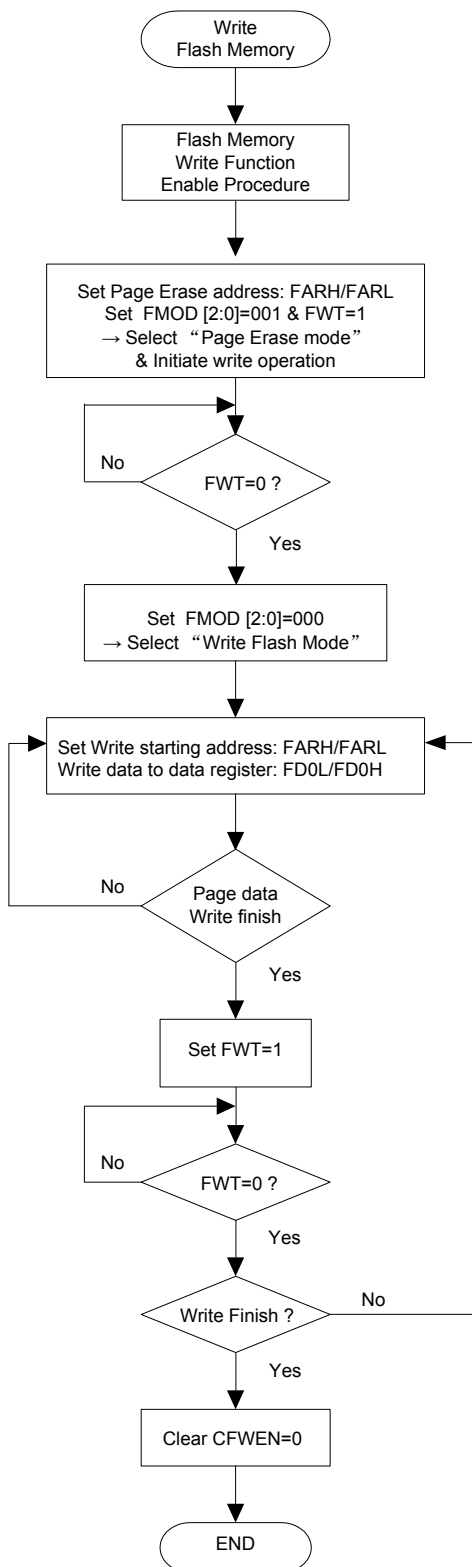 Write
Flash Memory
Flash Memory
Write Function
Enable Procedure
Set Page Erase address: FARH/FARL
Set FMOD [2:0]=001 & FWT=1
→ Select “Page Erase mode”
& Initiate write operation
No
FWT=0 ?
Yes
Set FMOD [2:0]=000
→ Select “Write Flash Mode”
Set Write starting address: FARH/FARL
Write data to data register: FD0L/FD0H
No
Page data
Write finish
Yes
Set FWT=1
No
FWT=0 ?
Yes
Write Finish ?
No
Yes
Clear CFWEN=0
END